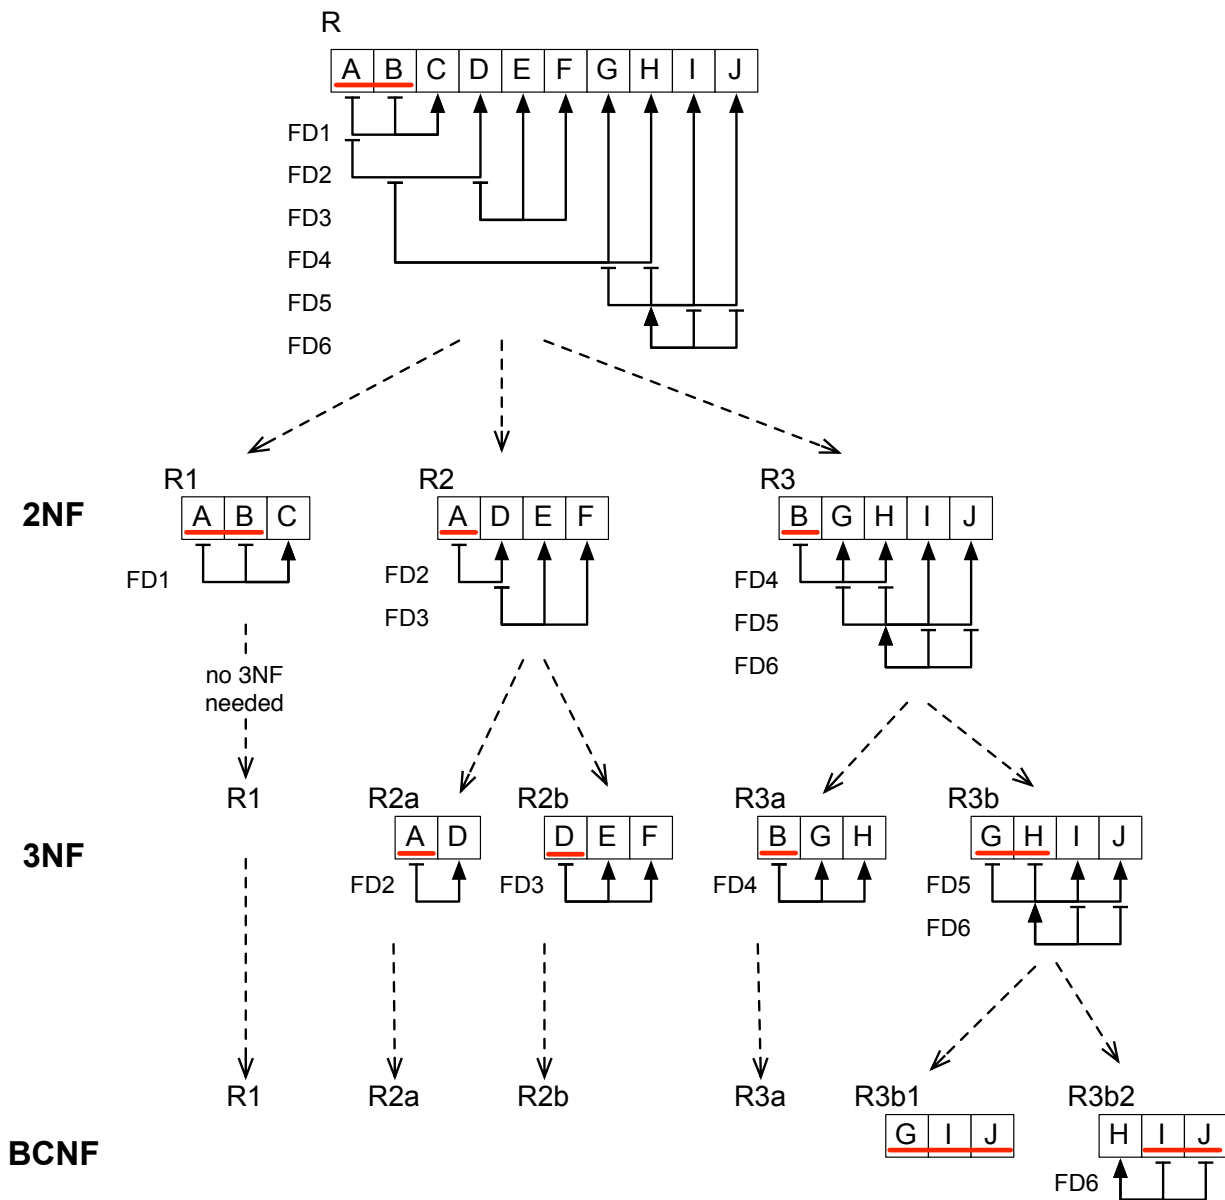 R
A B C D E F G H I J
FD1
FD2
FD3
FD4
FD5
FD6
2NF
R1
A B C
FD1
R2
A D E F
FD2
FD3
R3
B G H I J
FD4
FD5
FD6
no 3NF
needed
3NF
R1
R2a
A D
FD2
R2b
D E F
FD3
R3a
B G H
FD4
R3b
G H I J
FD5
FD6
BCNF
R1
R2a
R2b
R3a
R3b1
G I J
R3b2
H I J
FD6